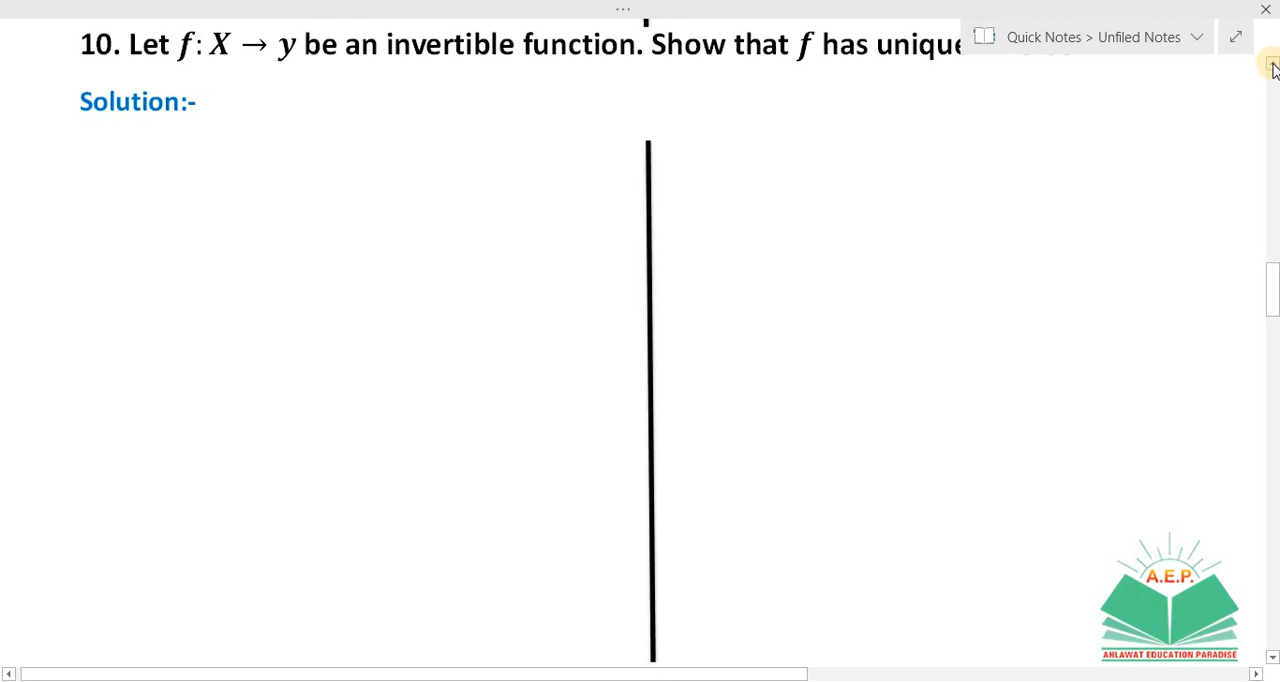 ...
Quick Notes > Unfiled Notes
10. Let f: X → y be an invertible function. Show that f has unique
Solution:-
A.E.P.
AHLAWAT EDUCATION PARADISE